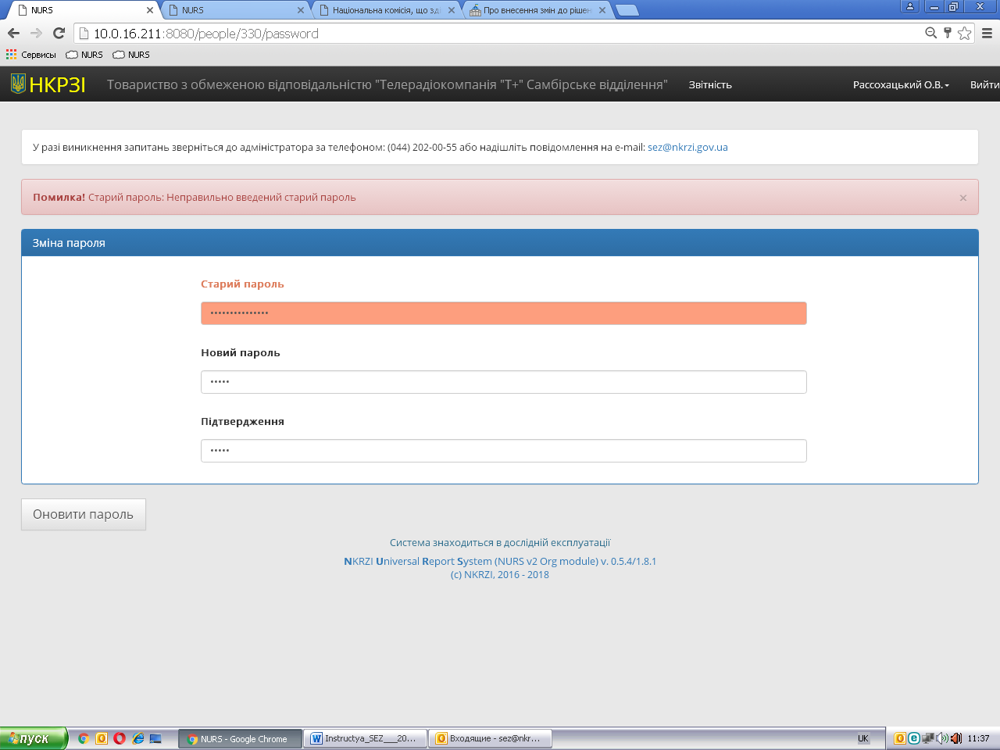 NURS
NURS
Національна комісія, що зді
Про внесення змін до рішен
10.0.16.211:8080/people/330/password
Сервисы NURS NURS
НКРЗІ Товариство з обмеженою відповідальністю "Телерадіокомпанія "Т+" Самбірське відділення" Звітність Рассохацький О.В. Вийти
У разі виникнення запитань зверніться до адміністратора за телефоном: (044) 202-00-55 або надішліть повідомлення на e-mail: sez@nkrzi.gov.ua
Помилка! Старий пароль: Неправильно введений старий пароль ×
Зміна пароля
Старий пароль
•••••••••••••••
Новий пароль
•••••
Підтвердження
•••••
Оновити пароль
Система знаходиться в дослідній експлуатації
NKRZI Universal Report System (NURS v2 Org module) v. 0.5.4/1.8.1
(c) NKRZI, 2016 - 2018
пуск NURS - Google Chrome Instructya_SEZ___20... Входящие - sez@nkr... UK 11:37